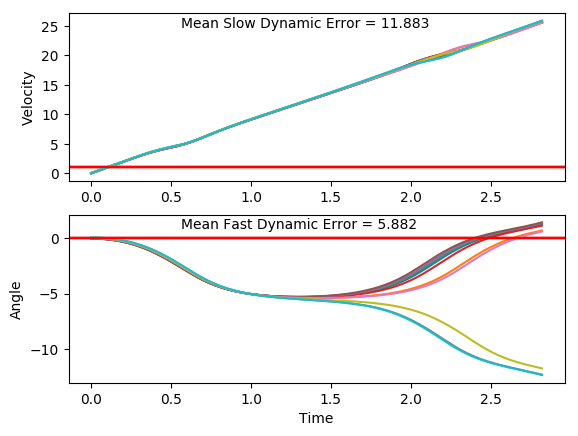 Mean Slow Dynamic Error = 11.883
Velocity
25
20
15
10
5
0
0.0 0.5 1.0 1.5 2.0 2.5
Mean Fast Dynamic Error = 5.882
Angle
0
−5
−10
0.0 0.5 1.0 1.5 2.0 2.5
Time